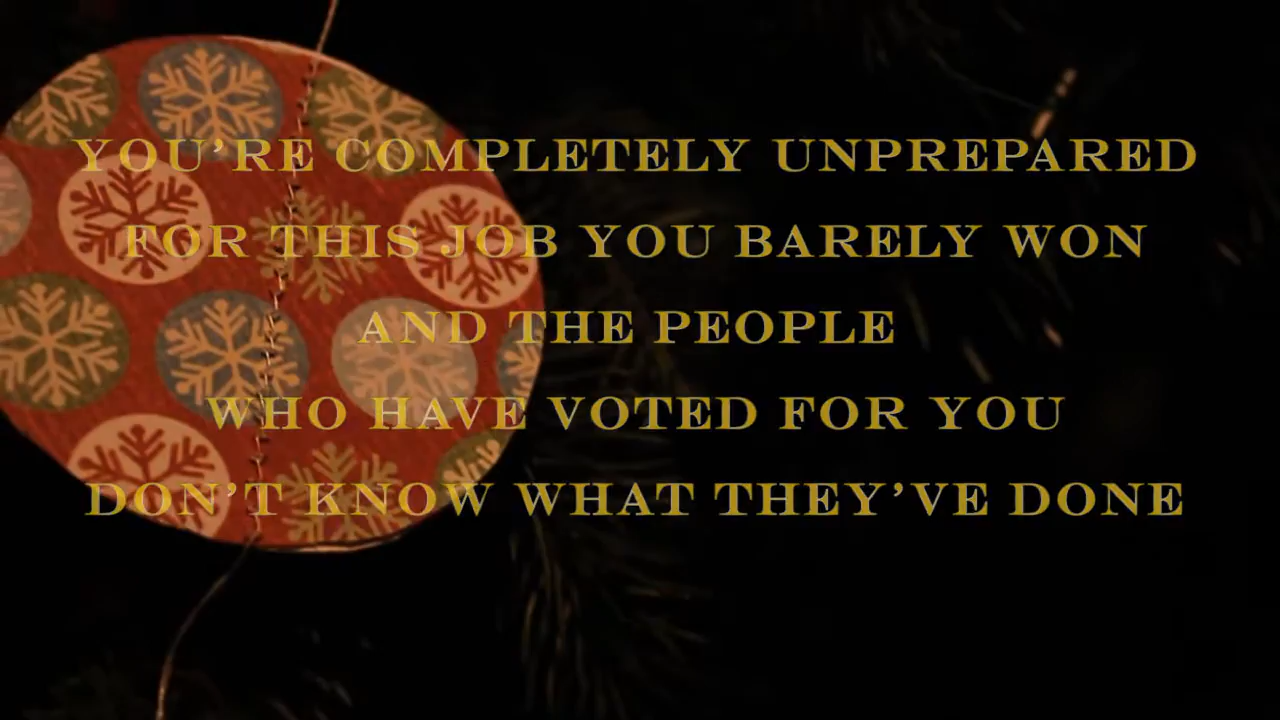 YOU'RE COMPLETELY UNPREPARED
FOR THIS JOB YOU BARELY WON
AND THE PEOPLE
WHO HAVE VOTED FOR YOU
DON'T KNOW WHAT THEY'VE DONE